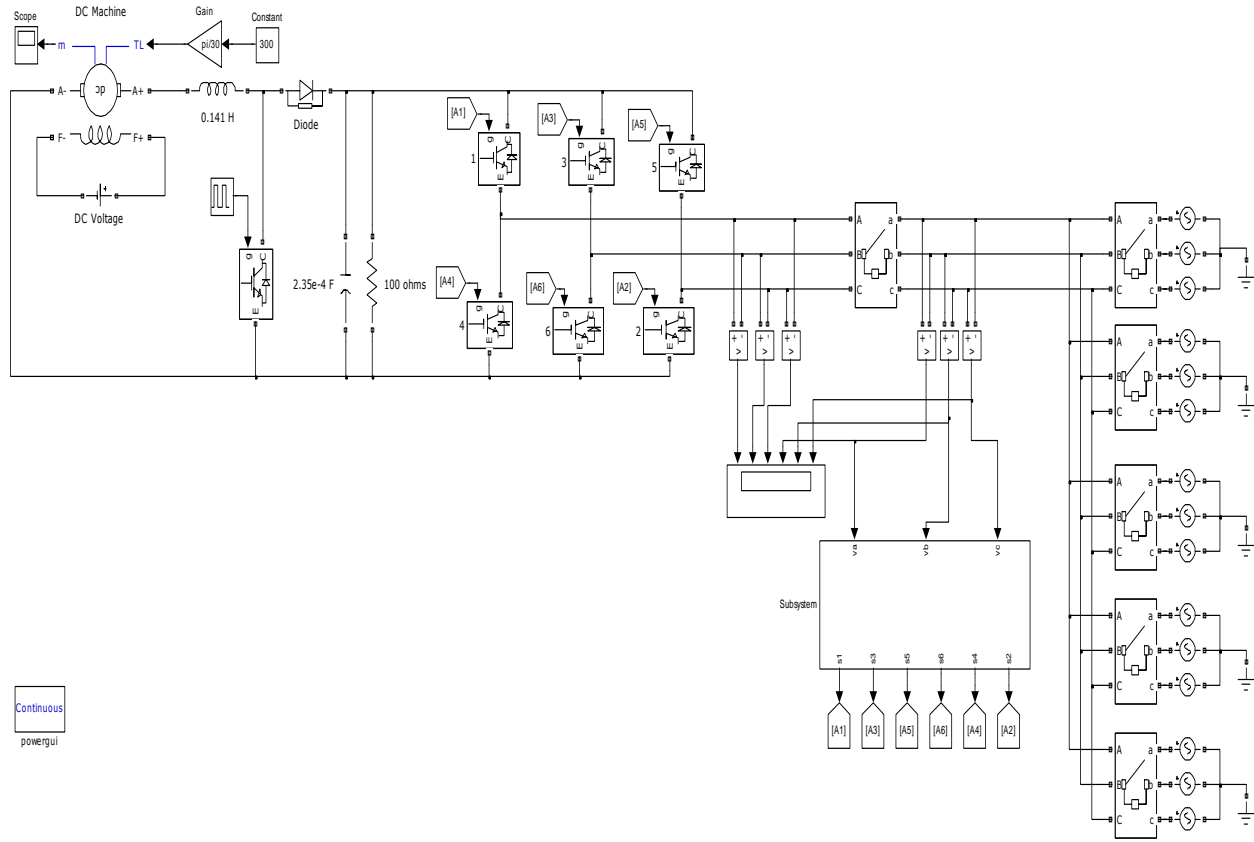 Scope
DC Machine
Gain
Constant
m
TL
pi/30
300
A-
dc
A+
0.141 H
Diode
F-
F+
DC Voltage
[A1]
[A3]
[A5]
g
C
E
1
g
C
E
3
g
C
E
5
g
C
E
2.35e-4 F
100 ohms
[A4]
[A6]
[A2]
g
C
E
4
g
C
E
6
g
C
E
2
A
B
C
a
b
c
+
-
v
+
-
v
+
-
v
+
-
v
+
-
v
+
-
v
A
B
C
a
b
c
A
B
C
a
b
c
A
B
C
a
b
c
A
B
C
a
b
c
A
B
C
a
b
c
va
vb
vc
Subsystem
s1
s3
s5
s6
s4
s2
[A1]
[A3]
[A5]
[A6]
[A4]
[A2]
Continuous
powergui